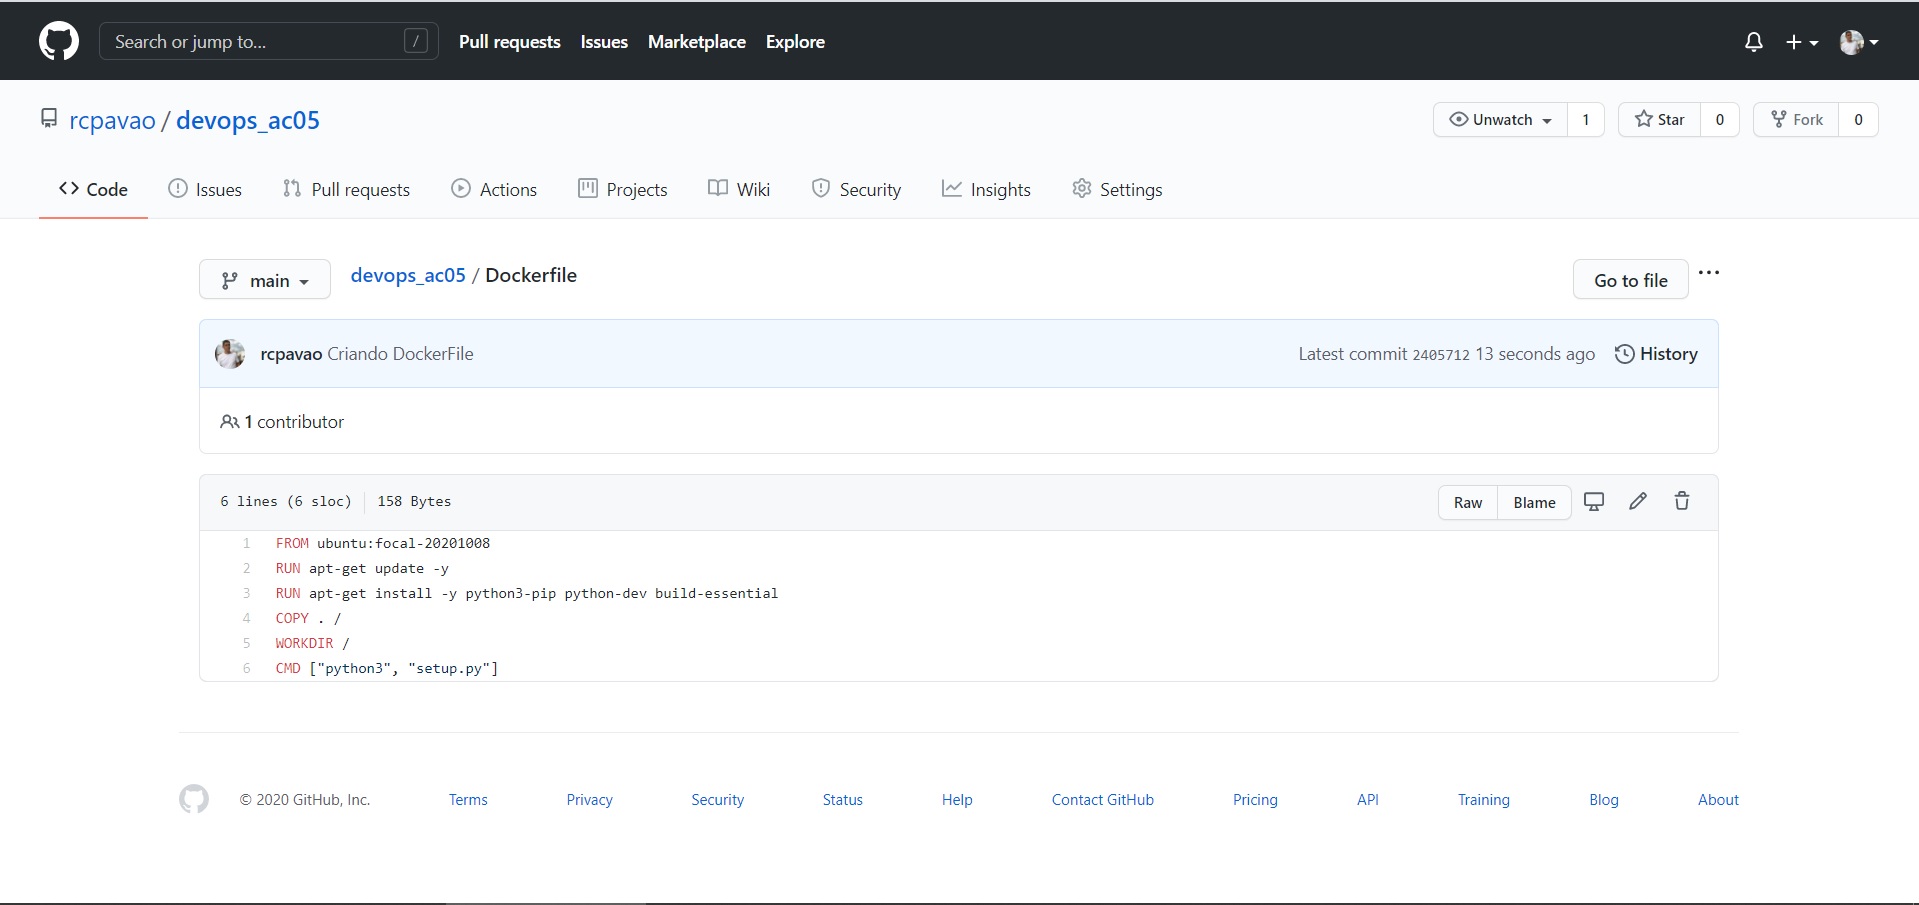 Search or jump to... /
Pull requests Issues Marketplace Explore
rcpavao / devops_ac05
Unwatch 1 Star 0 Fork 0
Code Issues Pull requests Actions Projects Wiki Security Insights Settings
main devops_ac05 / Dockerfile Go to file ...
rcpavao Criando DockerFile Latest commit 2405712 13 seconds ago History
1 contributor
6 lines (6 sloc) 158 Bytes Raw Blame
1 FROM ubuntu:focal-20201008
2 RUN apt-get update -y
3 RUN apt-get install -y python3-pip python-dev build-essential
4 COPY . /
5 WORKDIR /
6 CMD ["python3", "setup.py"]
© 2020 GitHub, Inc. Terms Privacy Security Status Help Contact GitHub Pricing API Training Blog About